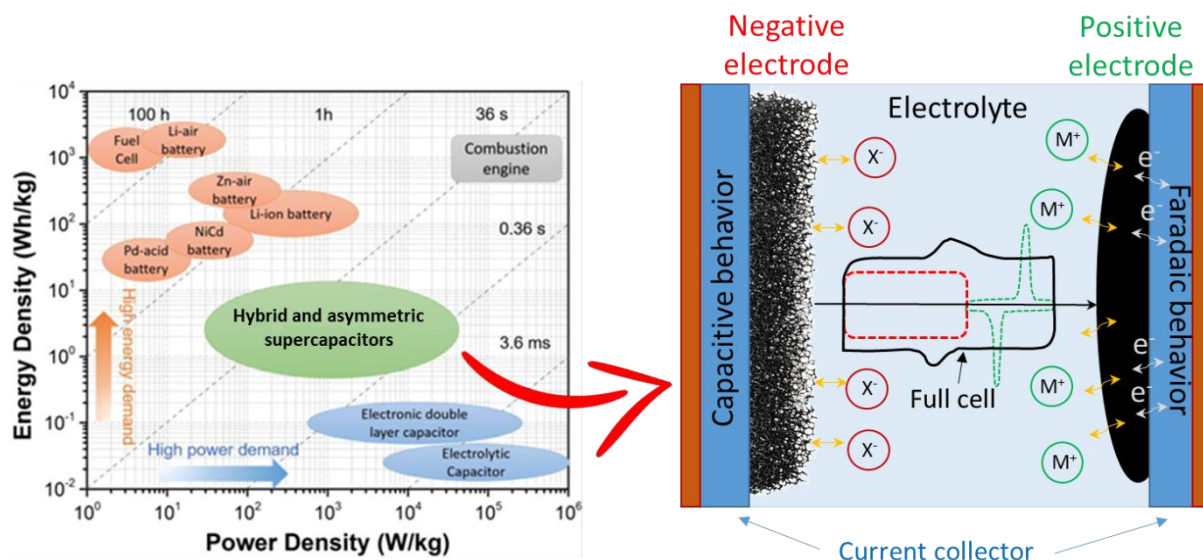 Negative
electrode
Positive
electrode
Energy Density (Wh/kg)
10⁴
10³
10²
10¹
10⁰
10⁻¹
10⁻²
100 h
1h
36 s
0.36 s
3.6 ms
Fuel
Cell
Li-air
battery
Combustion
engine
Zn-air
battery
Li-ion battery
NiCd
battery
Pd-acid
battery
Hybrid and asymmetric
supercapacitors
High energy demand
Electronic double
layer capacitor
High power demand
Electrolytic
Capacitor
10⁰
10¹
10²
10³
10⁴
10⁵
10⁶
Power Density (W/kg)
Capacitive behavior
Electrolyte
X⁻
X⁻
X⁻
X⁻
Full cell
M⁺
M⁺
M⁺
M⁺
M⁺
e⁻
e⁻
e⁻
e⁻
Faradaic behavior
Current collector